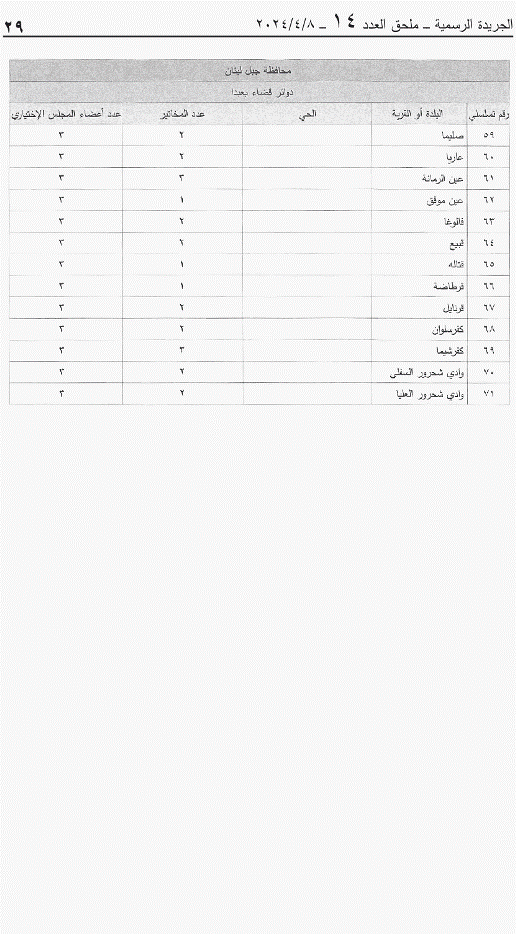 الجريدة الرسمية ــ ملحق العدد ١٤ ــ ٢٠٢٤/٤/٨ ٢٩
محافظة جبل لبنان
دوائر قضاء بعبدا
رقم تسلسلي البلدة أو القرية الحي عدد المخاتير عدد أعضاء المجلس الإختياري
٥٩ صليما ٢ ٣
٦٠ عاريا ٢ ٣
٦١ عين الرمانة ٣ ٣
٦٢ عين موفق ١ ٣
٦٣ فالوغا ٢ ٣
٦٤ قبيع ٢ ٣
٦٥ قتاله ١ ٣
٦٦ قرطاضة ١ ٣
٦٧ قرنايل ٢ ٣
٦٨ كفرسلوان ٢ ٣
٦٩ كفرشيما ٣ ٣
٧٠ وادي شحرور السفلى ٢ ٣
٧١ وادي شحرور العليا ٢ ٣